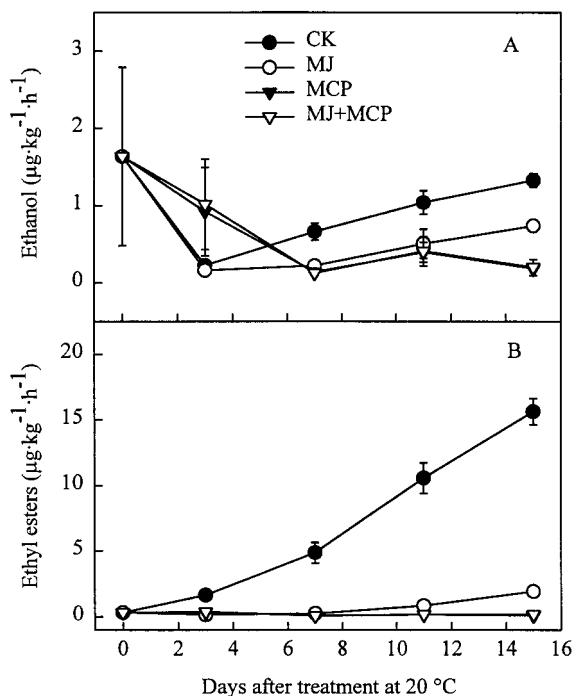 A
CK
MJ
MCP
MJ+MCP
3
2
1
0
Ethanol (µg·kg⁻¹·h⁻¹)
B
20
15
10
5
0
Ethyl esters (µg·kg⁻¹·h⁻¹)
0 2 4 6 8 10 12 14 16
Days after treatment at 20 °C